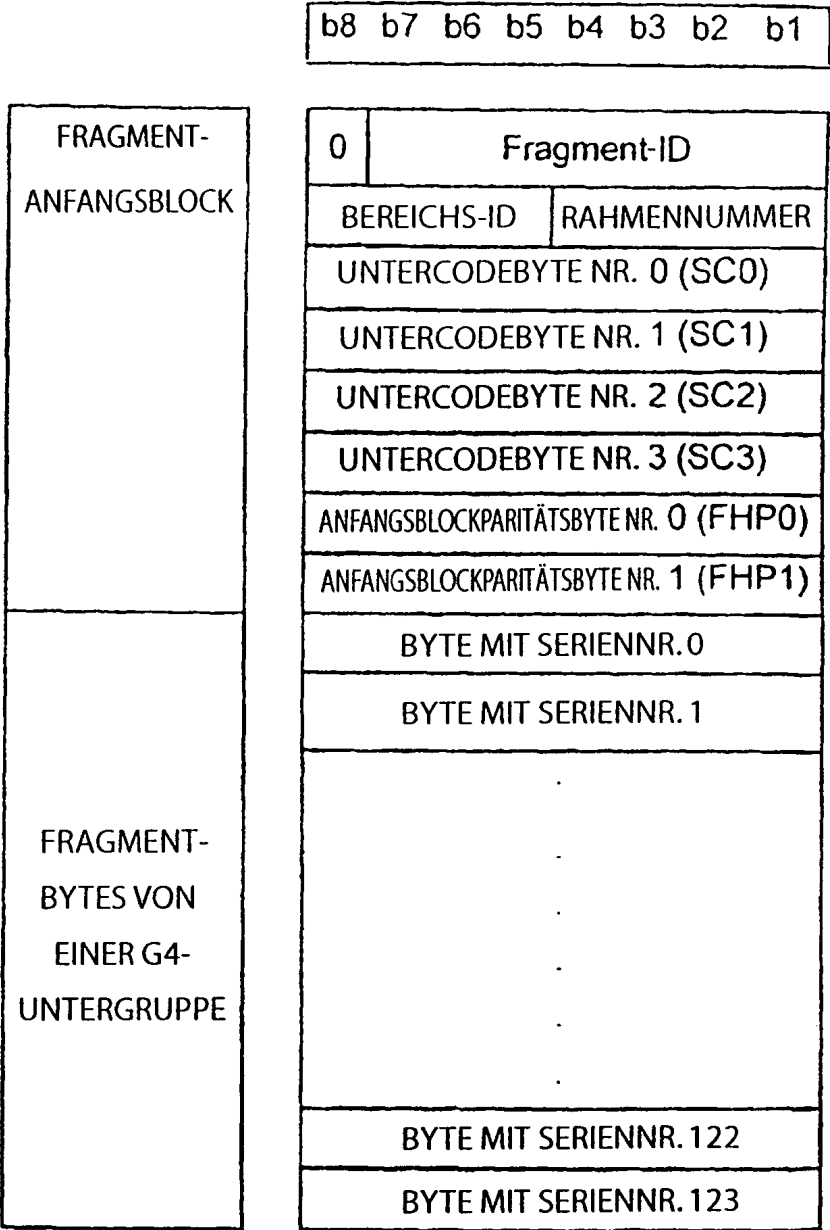 b8 b7 b6 b5 b4 b3 b2 b1
FRAGMENT-
ANFANGSBLOCK
0 Fragment-ID
BEREICHS-ID RAHMENNUMMER
UNTERCODEBYTE NR. 0 (SC0)
UNTERCODEBYTE NR. 1 (SC1)
UNTERCODEBYTE NR. 2 (SC2)
UNTERCODEBYTE NR. 3 (SC3)
ANFANGSBLOCKPARITÄTSBYTE NR. 0 (FHP0)
ANFANGSBLOCKPARITÄTSBYTE NR. 1 (FHP1)
FRAGMENT-
BYTES VON
EINER G4-
UNTERGRUPPE
BYTE MIT SERIENNR. 0
BYTE MIT SERIENNR. 1
BYTE MIT SERIENNR. 122
BYTE MIT SERIENNR. 123